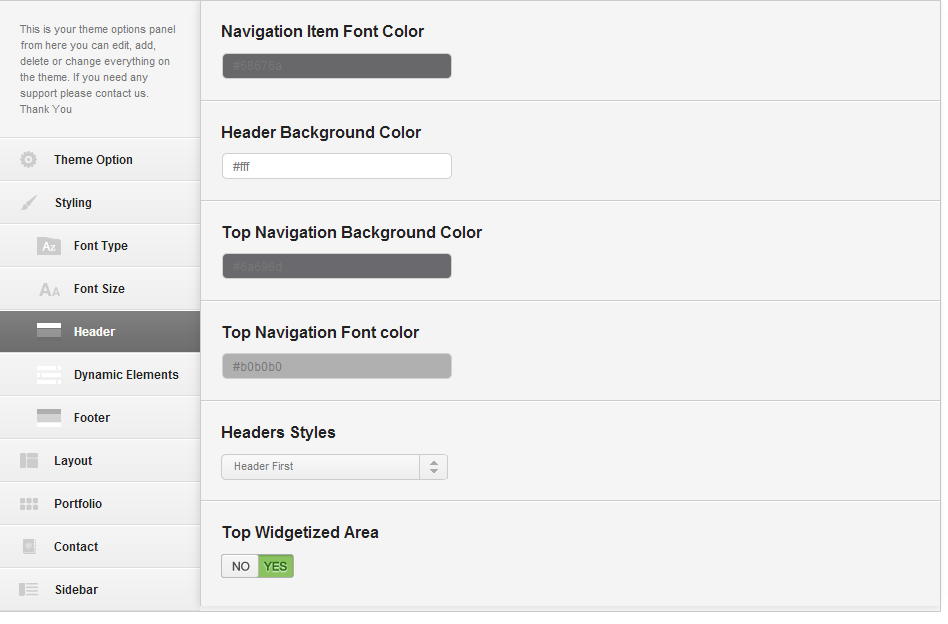 This is your theme options panel
from here you can edit, add,
delete or change everything on
the theme. If you need any
support please contact us.
Thank You
Theme Option
Styling
Az
Font Type
AA
Font Size
Header
Dynamic Elements
Footer
Layout
Portfolio
Contact
Sidebar
Navigation Item Font Color
#68676a
Header Background Color
#fff
Top Navigation Background Color
#6a696d
Top Navigation Font color
#b0b0b0
Headers Styles
Header First
Top Widgetized Area
NO YES